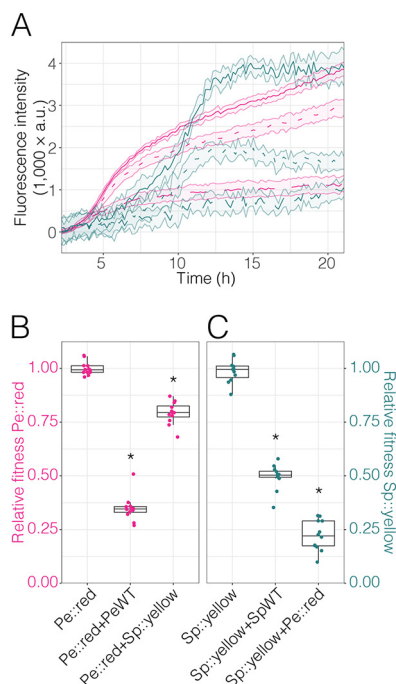 A
Fluorescence intensity
(1,000 × a.u.)
4
3
2
1
0
5
10
15
20
Time (h)
B
C
Relative fitness Pe::red
1.00
0.75
0.50
0.25
0.00
*
*
*
*
1.00
0.75
0.50
0.25
0.00
Relative fitness Sp::yellow
Pe::red
Pe::red+PeWT
Pe::red+Sp::yellow
Sp::yellow
Sp::yellow+SpWT
Sp::yellow+Pe::red